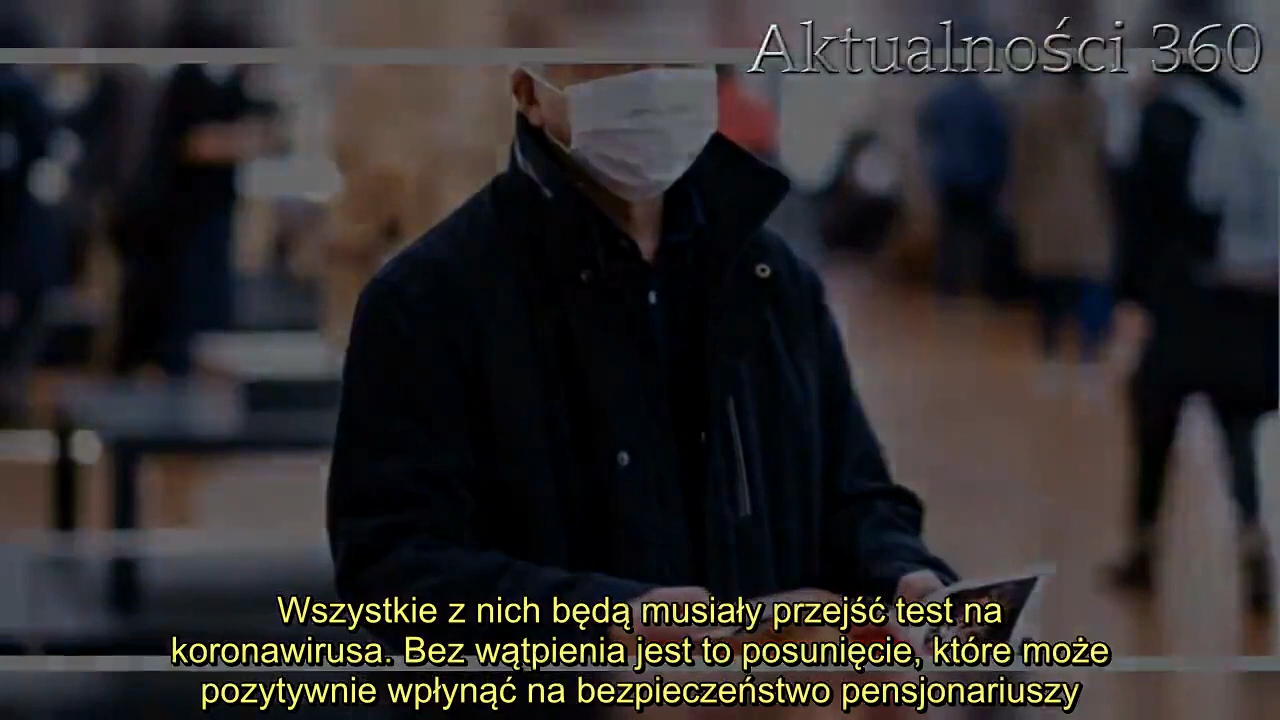 Aktualności 360
Wszystkie z nich będą musiały przejść test na
koronawirusa. Bez wątpienia jest to posunięcie, które może
pozytywnie wpłynąć na bezpieczeństwo pensjonariuszy